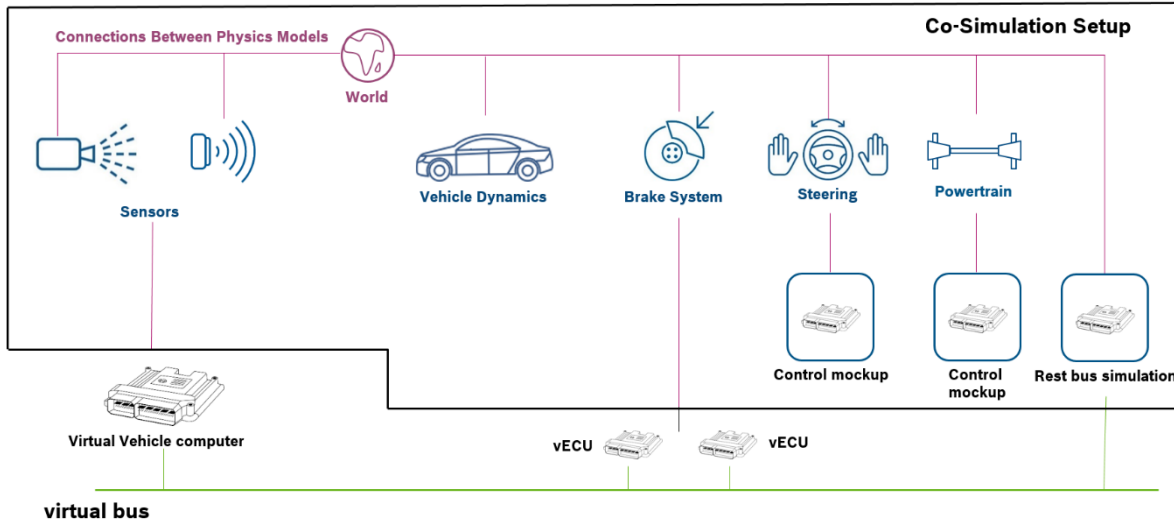 Co-Simulation Setup
Connections Between Physics Models
World
Sensors
Vehicle Dynamics
Brake System
Steering
Powertrain
Control mockup
Control
mockup
Rest bus simulation
Virtual Vehicle computer
vECU
vECU
virtual bus